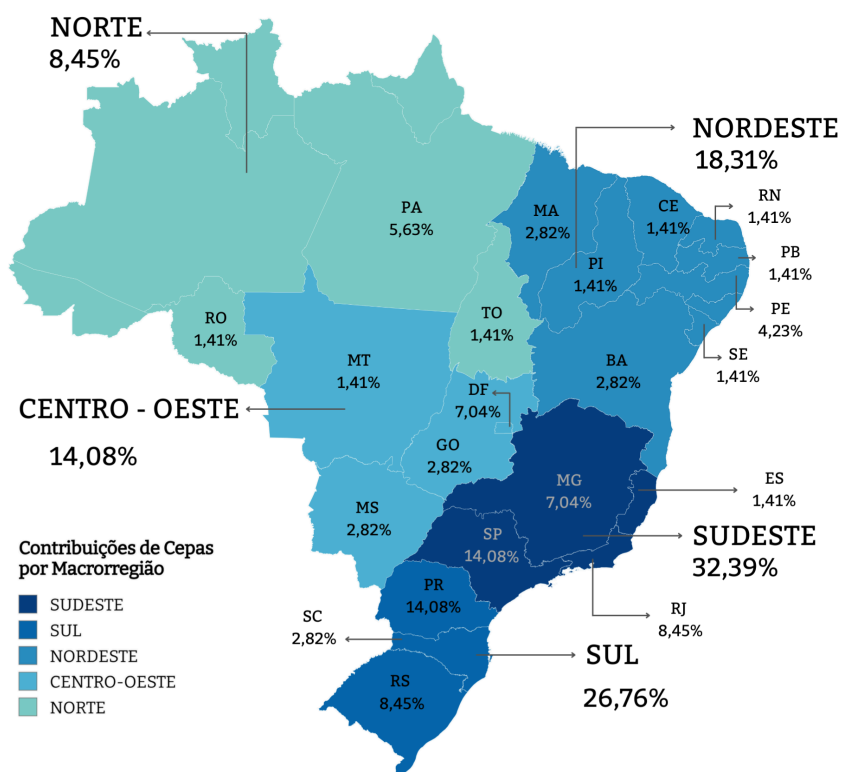 NORTE
8,45%
NORDESTE
18,31%
PA
5,63%
MA
2,82%
CE
1,41%
RN
1,41%
PI
1,41%
PB
1,41%
PE
4,23%
SE
1,41%
RO
1,41%
TO
1,41%
MT
1,41%
BA
2,82%
DF
7,04%
CENTRO - OESTE
14,08%
GO
2,82%
MG
7,04%
ES
1,41%
MS
2,82%
SP
14,08%
SUDESTE
32,39%
Contribuições de Cepas
por Macrorregião
SUDESTE
SUL
NORDESTE
CENTRO-OESTE
NORTE
PR
14,08%
SC
2,82%
RJ
8,45%
SUL
26,76%
RS
8,45%